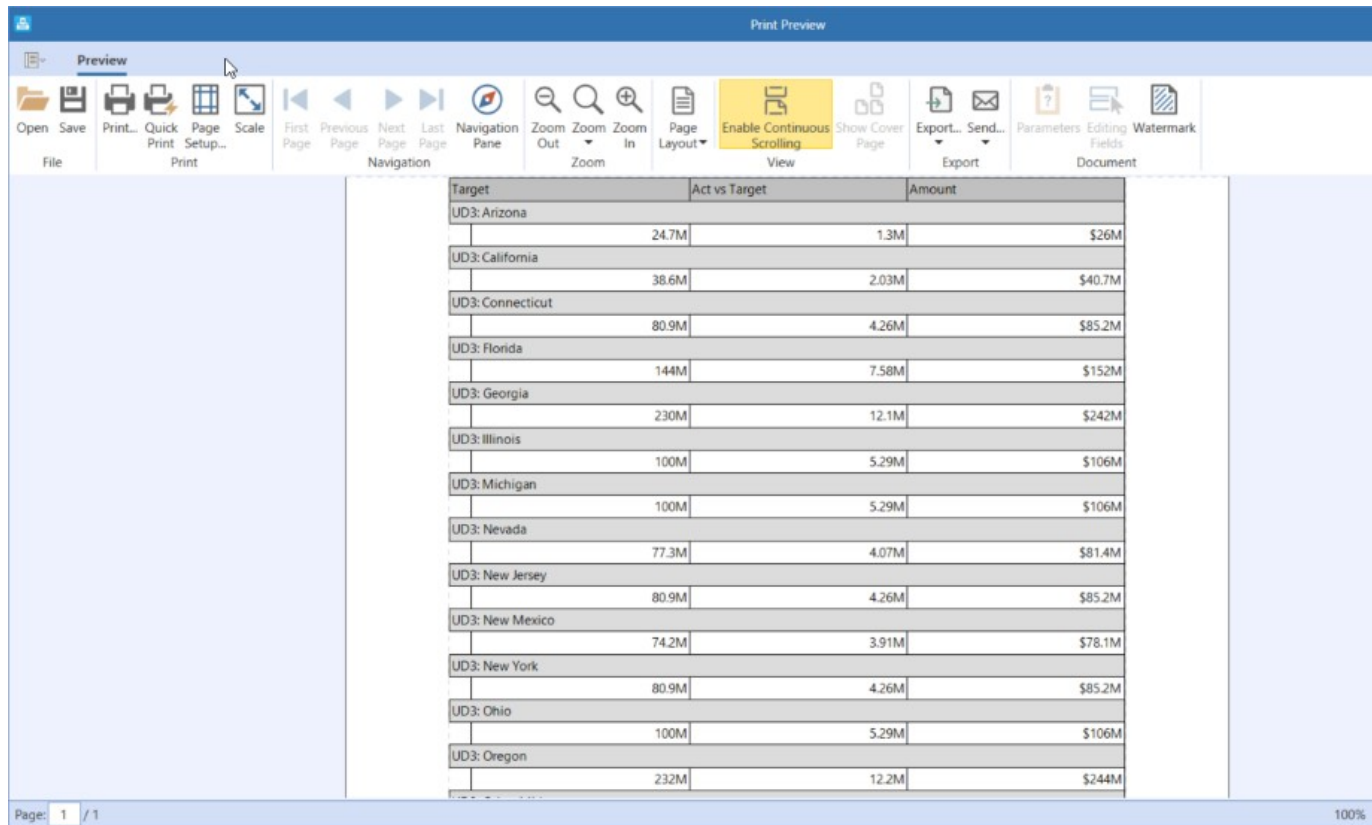 Print Preview
Preview
Open Save Print... Quick Print Page Setup... Scale First Page Previous Page Next Page Last Page Navigation Pane Zoom Out Zoom Zoom In Page Layout Enable Continuous Scrolling Show Cover Page Export... Send... Parameters Editing Fields Watermark
File Print Navigation Zoom View Export Document
Target Act vs Target Amount
UD3: Arizona
24.7M 1.3M $26M
UD3: California
38.6M 2.03M $40.7M
UD3: Connecticut
80.9M 4.26M $85.2M
UD3: Florida
144M 7.58M $152M
UD3: Georgia
230M 12.1M $242M
UD3: Illinois
100M 5.29M $106M
UD3: Michigan
100M 5.29M $106M
UD3: Nevada
77.3M 4.07M $81.4M
UD3: New Jersey
80.9M 4.26M $85.2M
UD3: New Mexico
74.2M 3.91M $78.1M
UD3: New York
80.9M 4.26M $85.2M
UD3: Ohio
100M 5.29M $106M
UD3: Oregon
232M 12.2M $244M
Page: 1 / 1 100%